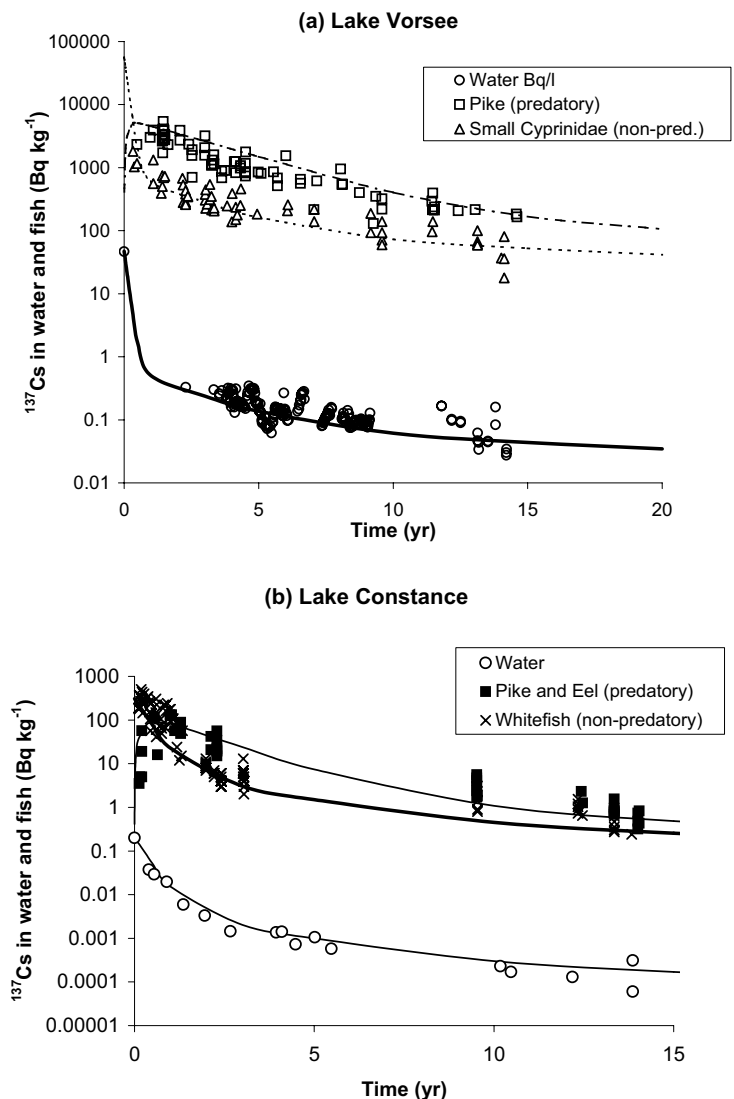 (a) Lake Vorsee
100000
10000
1000
100
10
1
0.1
0.01
¹³⁷Cs in water and fish (Bq kg⁻¹)
Water Bq/l
Pike (predatory)
Small Cyprinidae (non-pred.)
0 5 10 15 20
Time (yr)
(b) Lake Constance
1000
100
10
1
0.1
0.01
0.001
0.0001
0.00001
¹³⁷Cs in water and fish (Bq kg⁻¹)
Water
Pike and Eel (predatory)
Whitefish (non-predatory)
0 5 10 15
Time (yr)